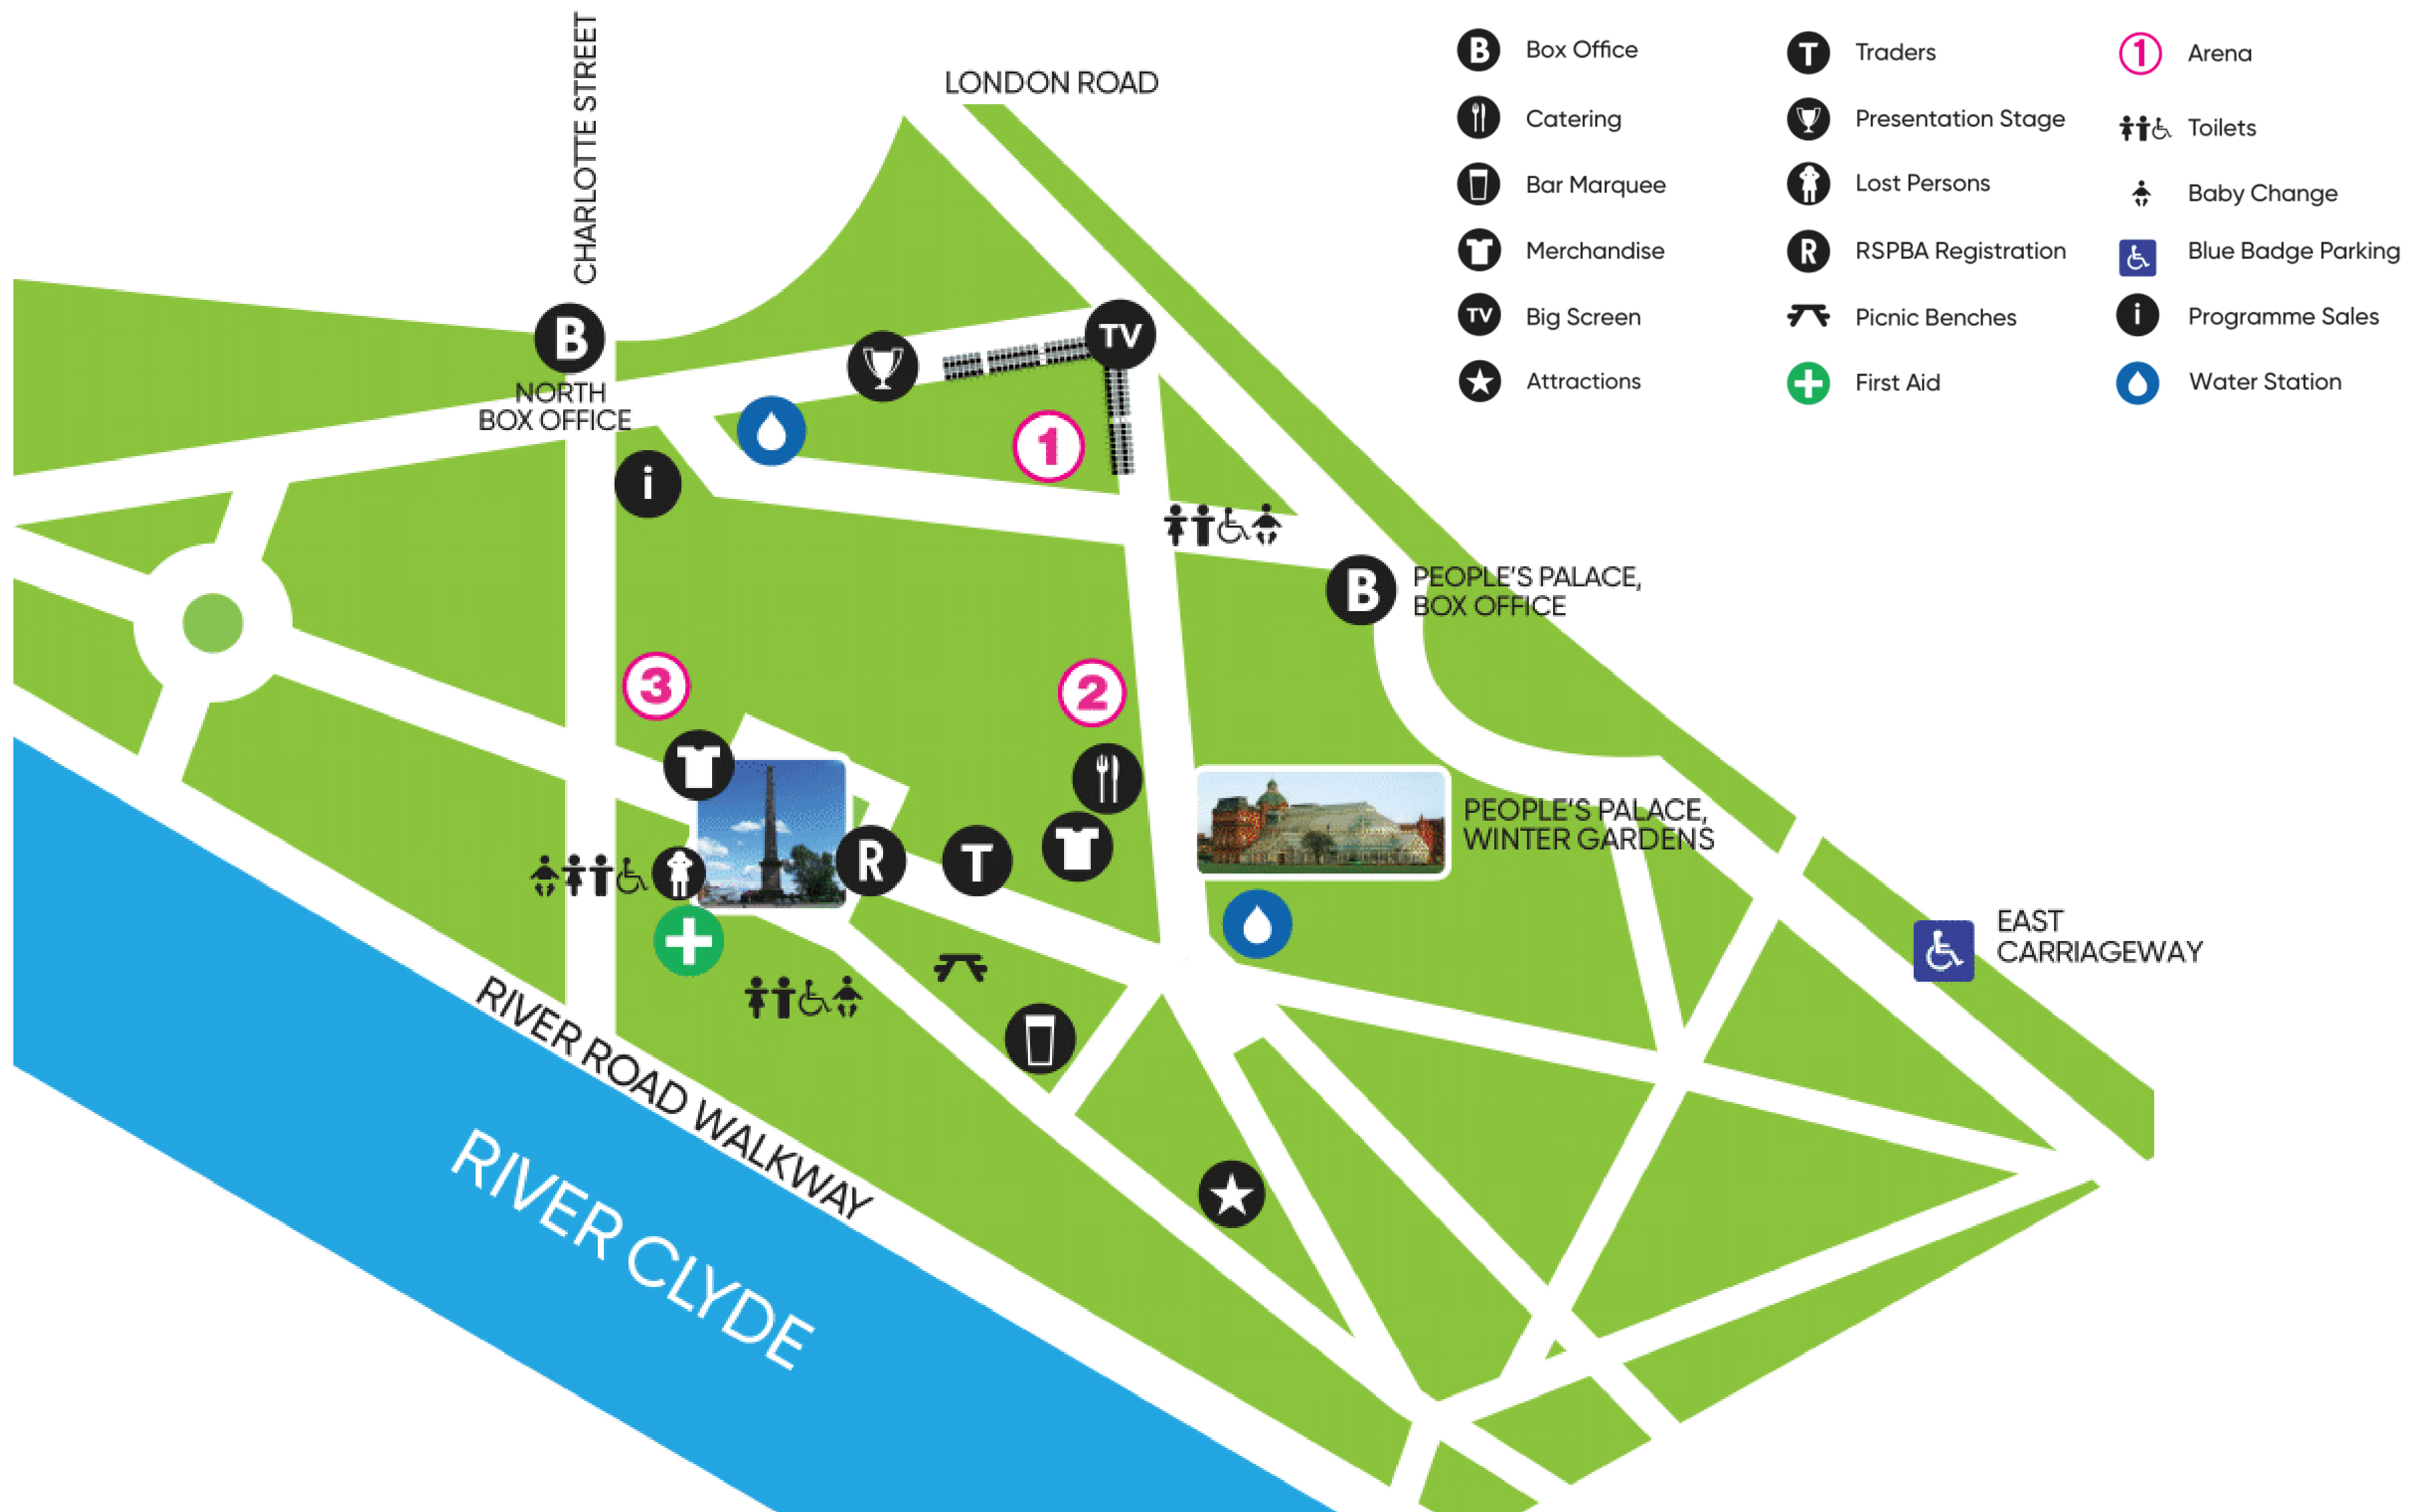 CHARLOTTE STREET
LONDON ROAD
B Box Office
Catering
Bar Marquee
Merchandise
TV Big Screen
Attractions
T Traders
Presentation Stage
Lost Persons
R RSPBA Registration
Picnic Benches
First Aid
1 Arena
Toilets
Baby Change
Blue Badge Parking
i Programme Sales
Water Station
B
NORTH
BOX OFFICE
TV
1
i
B
PEOPLE'S PALACE,
BOX OFFICE
3
2
PEOPLE'S PALACE,
WINTER GARDENS
R
T
EAST
CARRIAGEWAY
RIVER ROAD WALKWAY
RIVER CLYDE